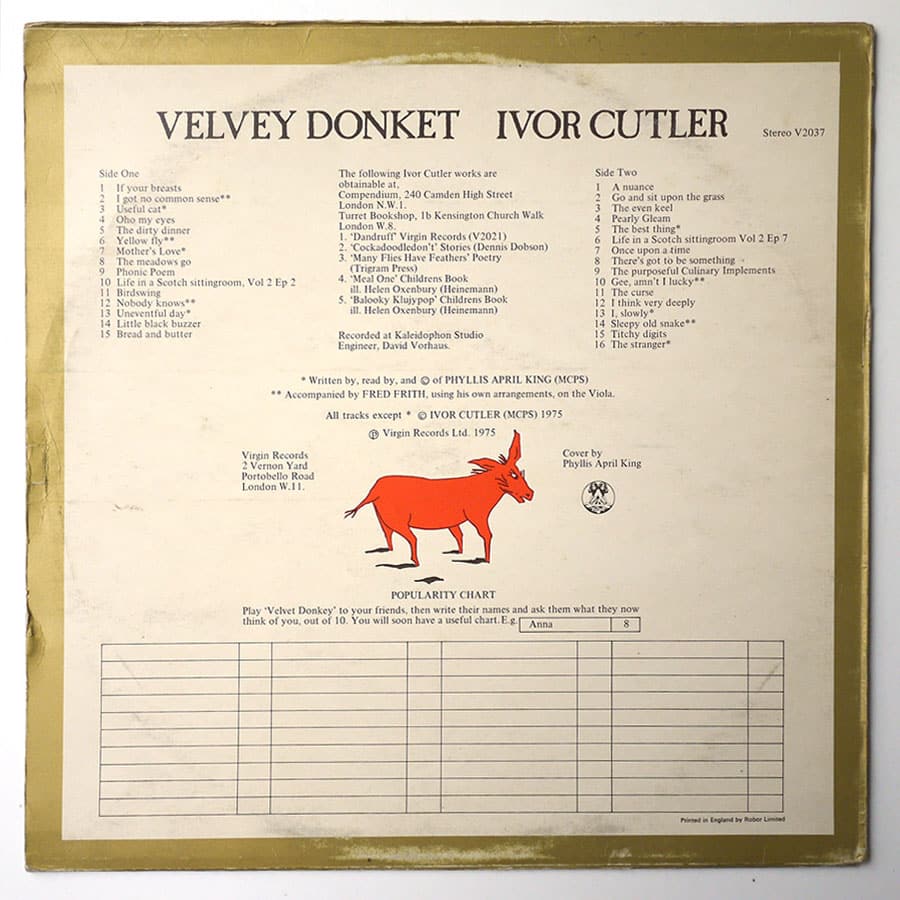 VELVEY DONKET IVOR CUTLER
Stereo V2037
Side One
1 If your breasts
2 I got no common sense**
3 Useful cat*
4 Oho my eyes
5 The dirty dinner
6 Yellow fly**
7 Mother's Love*
8 The meadows go
9 Phonic Poem
10 Life in a Scotch sittingroom, Vol 2 Ep 2
11 Birdswing
12 Nobody knows**
13 Uneventful day*
14 Little black buzzer
15 Bread and butter
The following Ivor Cutler works are
obtainable at,
Compendium, 240 Camden High Street
London N.W.1.
Turret Bookshop, 1b Kensington Church Walk
London W.8.
1. 'Dandruff' Virgin Records (V2021)
2. 'Cockadoodledon't' Stories (Dennis Dobson)
3. 'Many Flies Have Feathers' Poetry
(Trigram Press)
4. 'Meal One' Childrens Book
ill. Helen Oxenbury (Heinemann)
5. 'Balooky Klujypop' Childrens Book
ill. Helen Oxenbury (Heinemann)
Recorded at Kaleidophon Studio
Engineer, David Vorhaus.
Side Two
1 A nuance
2 Go and sit upon the grass
3 The even keel
4 Pearly Gleam
5 The best thing*
6 Life in a Scotch sittingroom Vol 2 Ep 7
7 Once upon a time
8 There's got to be something
9 The purposeful Culinary Implements
10 Gee, amn't I lucky**
11 The curse
12 I think very deeply
13 I, slowly*
14 Sleepy old snake**
15 Titchy digits
16 The stranger*
* Written by, read by, and © of PHYLLIS APRIL KING (MCPS)
** Accompanied by FRED FRITH, using his own arrangements, on the Viola.
All tracks except * © IVOR CUTLER (MCPS) 1975
℗ Virgin Records Ltd. 1975
Virgin Records
2 Vernon Yard
Portobello Road
London W.11.
Cover by
Phyllis April King
POPULARITY CHART
Play 'Velvet Donkey' to your friends, then write their names and ask them what they now
think of you, out of 10. You will soon have a useful chart. E.g. Anna 8
Printed in England by Robor Limited